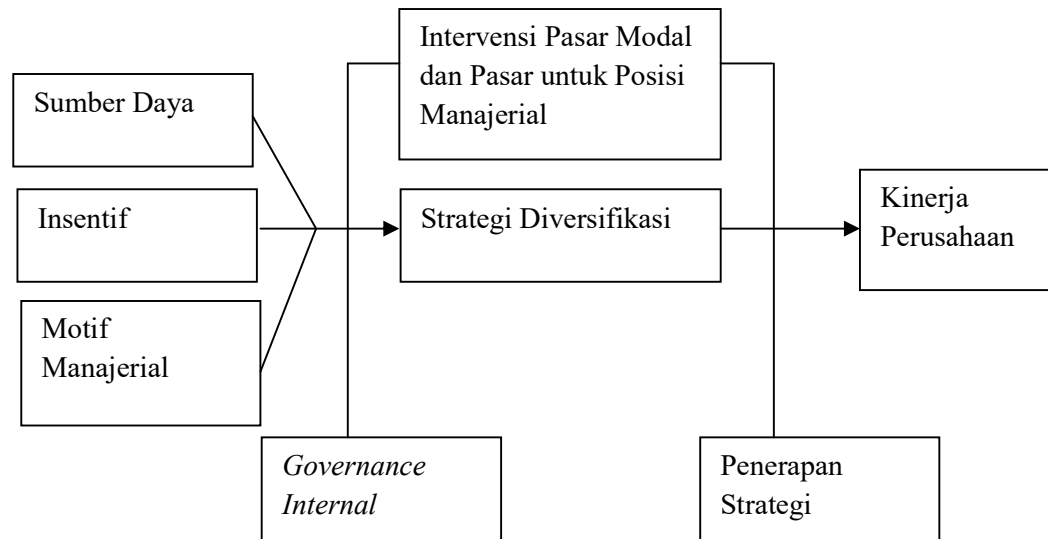 Intervensi Pasar Modal
dan Pasar untuk Posisi
Manajerial
Sumber Daya
Insentif
Strategi Diversifikasi
Kinerja
Perusahaan
Motif
Manajerial
Governance
Internal
Penerapan
Strategi